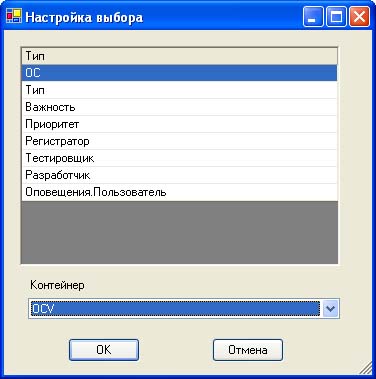 Настройка выбора
Тип
ОС
Тип
Важность
Приоритет
Регистратор
Тестировщик
Разработчик
Оповещения.Пользователь
Контейнер
OCV
OK
Отмена